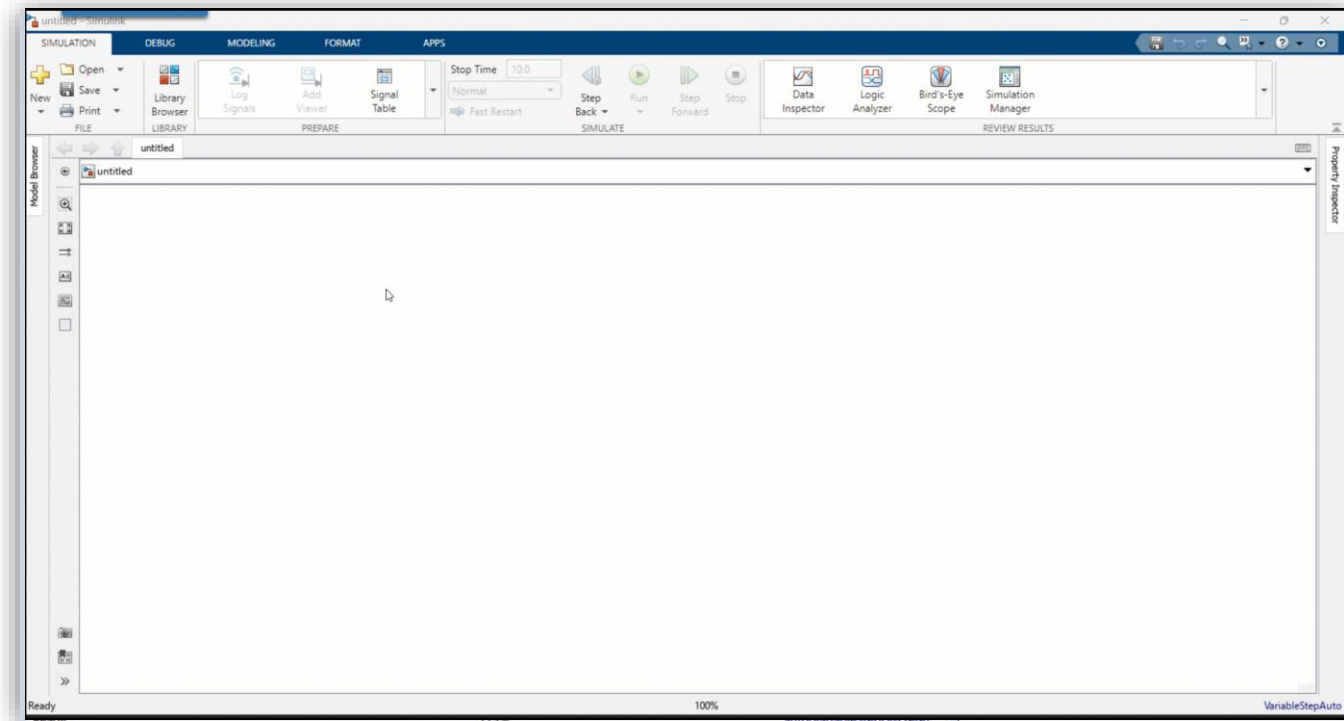 untitled - Simulink
SIMULATION DEBUG MODELING FORMAT APPS
New
Open
Save
Print
FILE
Library Browser
LIBRARY
Log Signals
Add Viewer
Signal Table
PREPARE
Stop Time 10.0
Normal
Fast Restart
Step Back
Run
Step Forward
Stop
SIMULATE
Data Inspector
Logic Analyzer
Bird's-Eye Scope
Simulation Manager
REVIEW RESULTS
Model Browser
untitled
untitled
Property Inspector
Ready
100%
VariableStepAuto